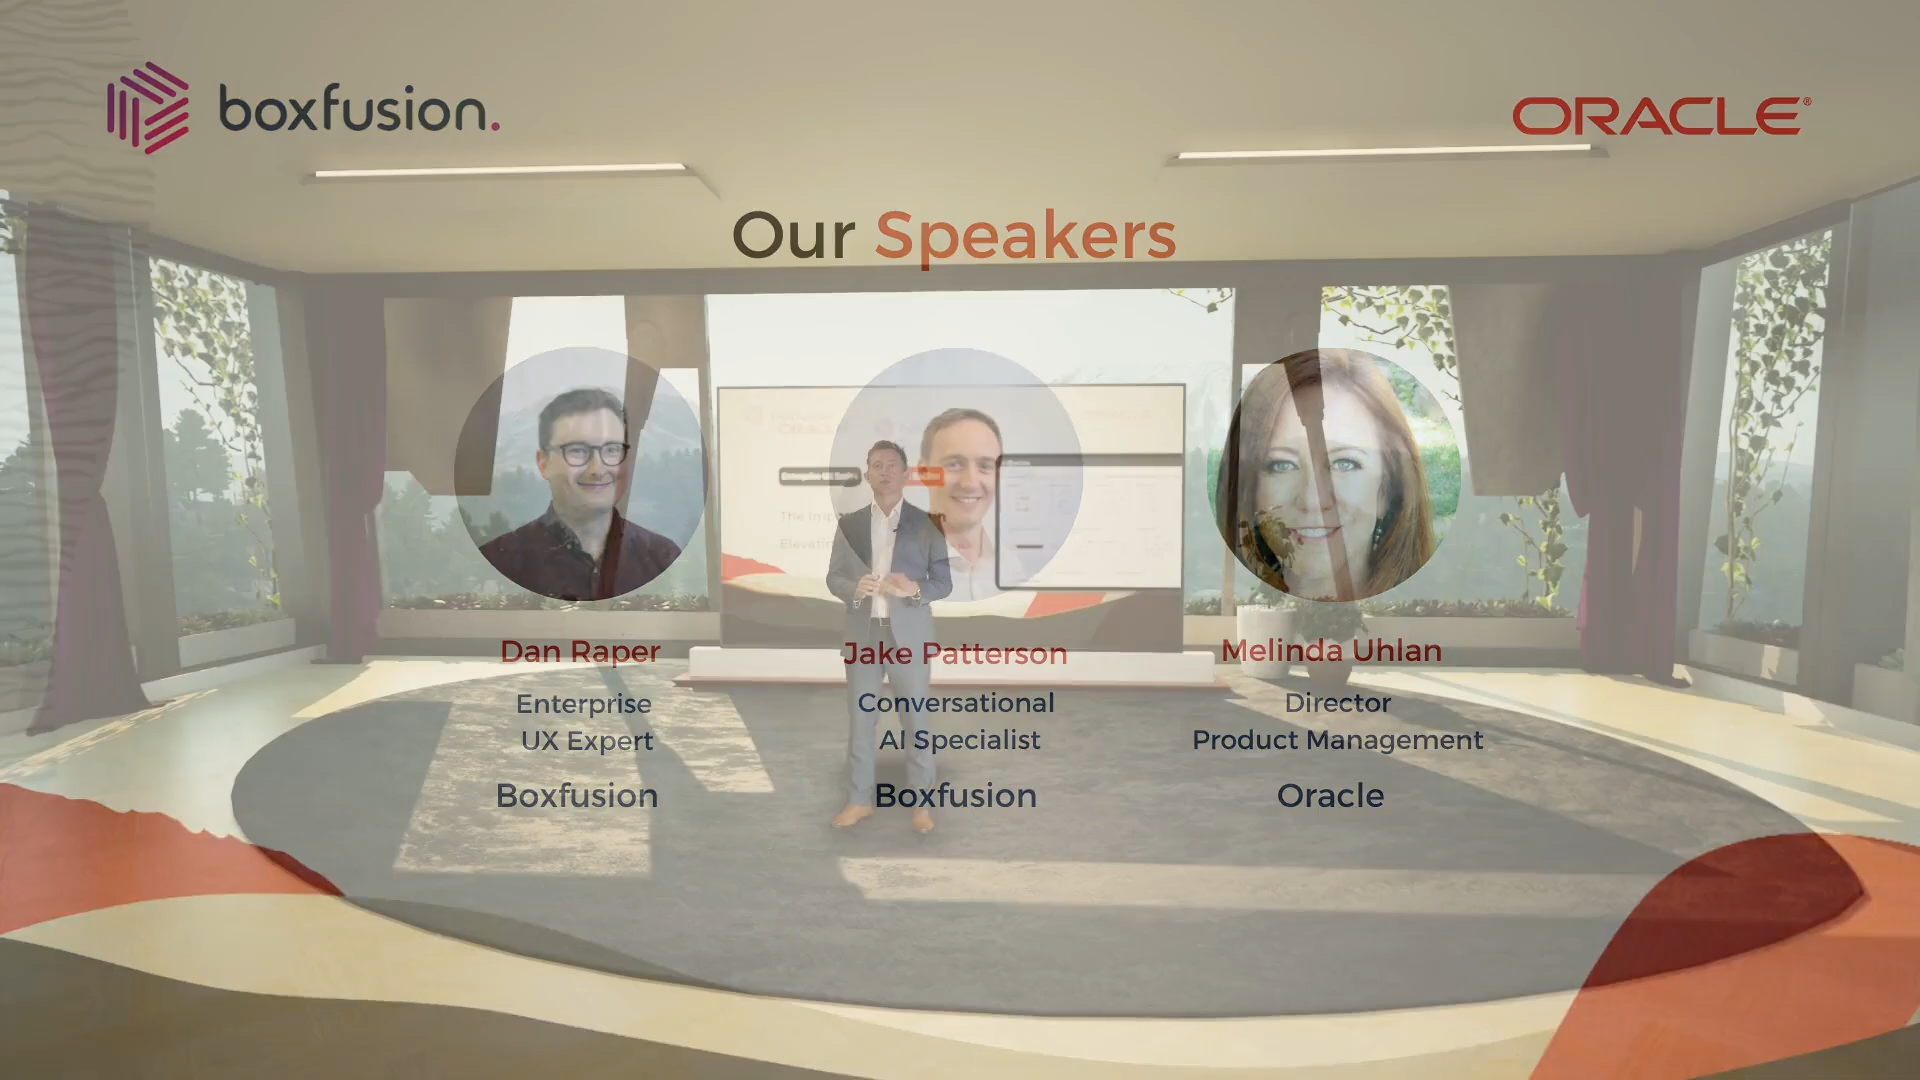 boxfusion.
ORACLE®
Our Speakers
Dan Raper
Enterprise
UX Expert
Boxfusion
Jake Patterson
Conversational
AI Specialist
Boxfusion
Melinda Uhlan
Director
Product Management
Oracle